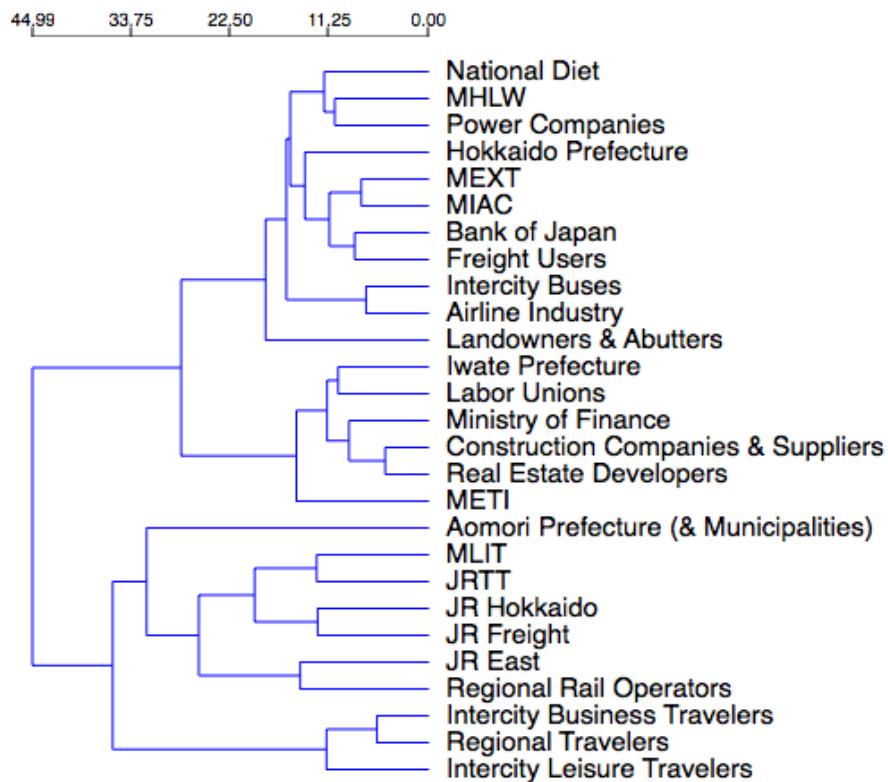 44,99 33,75 22,50 11,25 0.00
National Diet
MHLW
Power Companies
Hokkaido Prefecture
MEXT
MIAC
Bank of Japan
Freight Users
Intercity Buses
Airline Industry
Landowners & Abutters
Iwate Prefecture
Labor Unions
Ministry of Finance
Construction Companies & Suppliers
Real Estate Developers
METI
Aomori Prefecture (& Municipalities)
MLIT
JRTT
JR Hokkaido
JR Freight
JR East
Regional Rail Operators
Intercity Business Travelers
Regional Travelers
Intercity Leisure Travelers